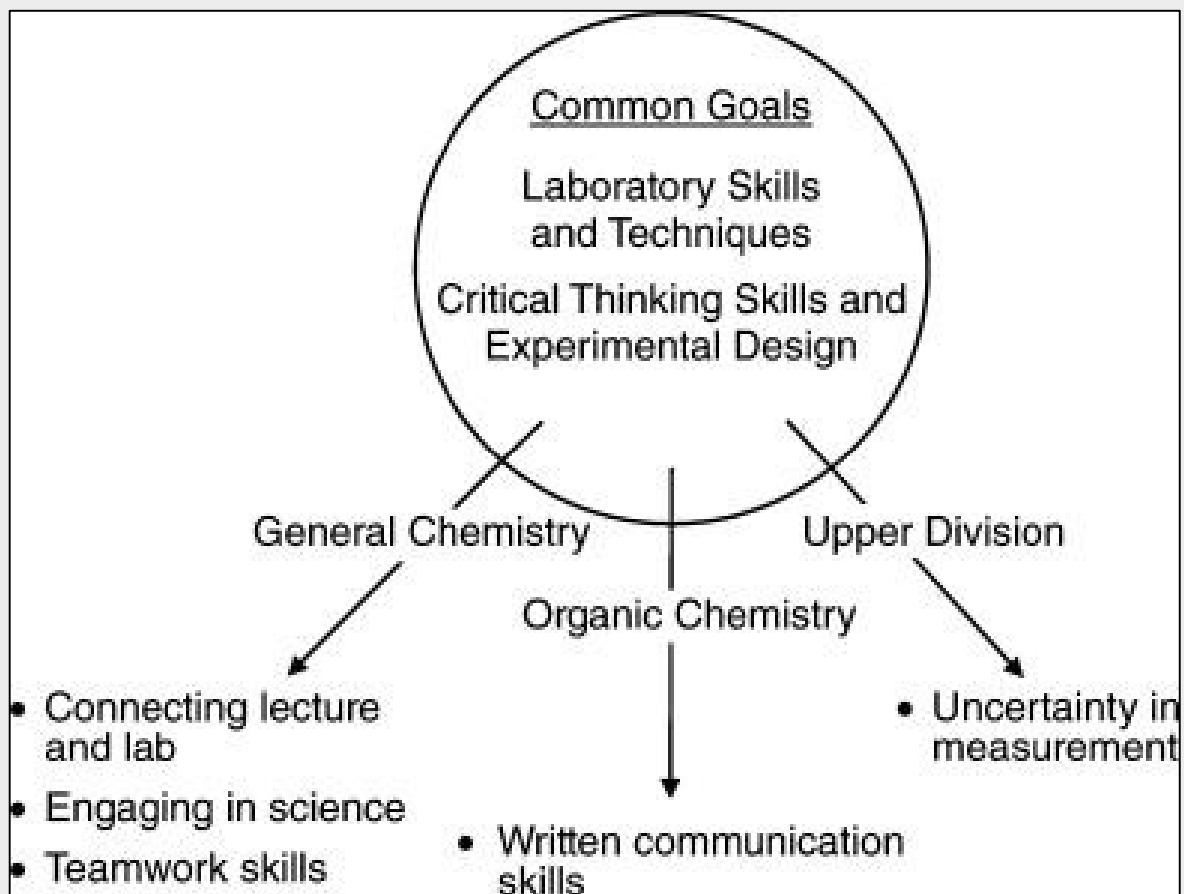 Common Goals
Laboratory Skills
and Techniques
Critical Thinking Skills and
Experimental Design
General Chemistry
Upper Division
Organic Chemistry
• Connecting lecture
and lab
• Engaging in science
• Teamwork skills
• Written communication
skills
• Uncertainty in
measurement